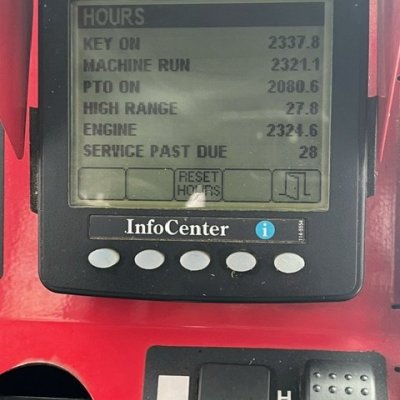 HOURS
KEY ON 2337.8
MACHINE RUN 2321.1
PTO ON 2080.6
HIGH RANGE 27.8
ENGINE 2324.6
SERVICE PAST DUE 28
RESET
HOURS
InfoCenter i
H